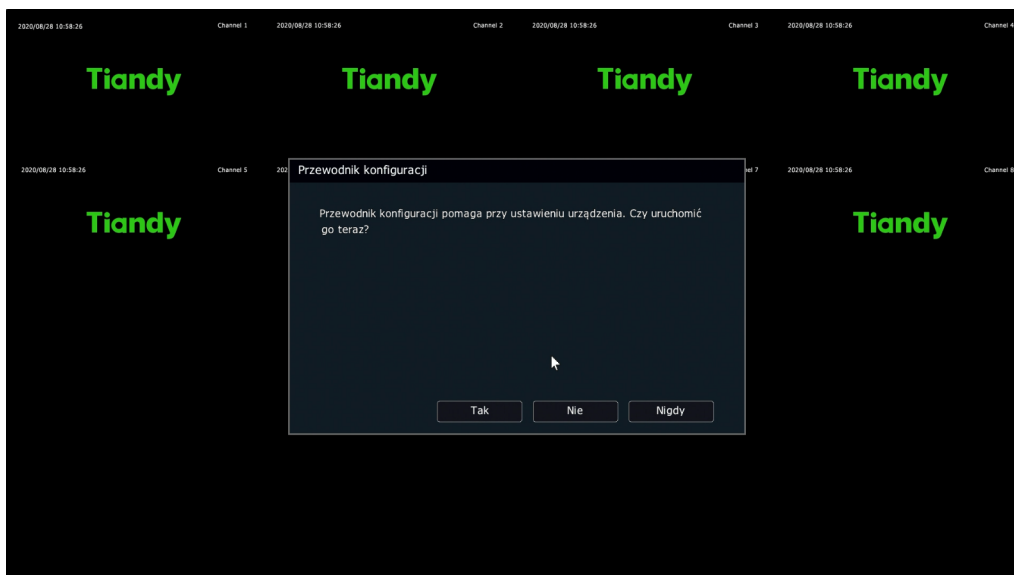 2020/08/28 10:58:26 Channel 1 2020/08/28 10:58:26 Channel 2 2020/08/28 10:58:26 Channel 3 2020/08/28 10:58:26 Channel 4
Tiandy Tiandy Tiandy Tiandy
2020/08/28 10:58:26 Channel 5 202 7 2020/08/28 10:58:26 Channel 8
Przewodnik konfiguracji
Przewodnik konfiguracji pomaga przy ustawieniu urządzenia. Czy uruchomić
go teraz?
Tiandy Tiandy
Tak Nie Nigdy